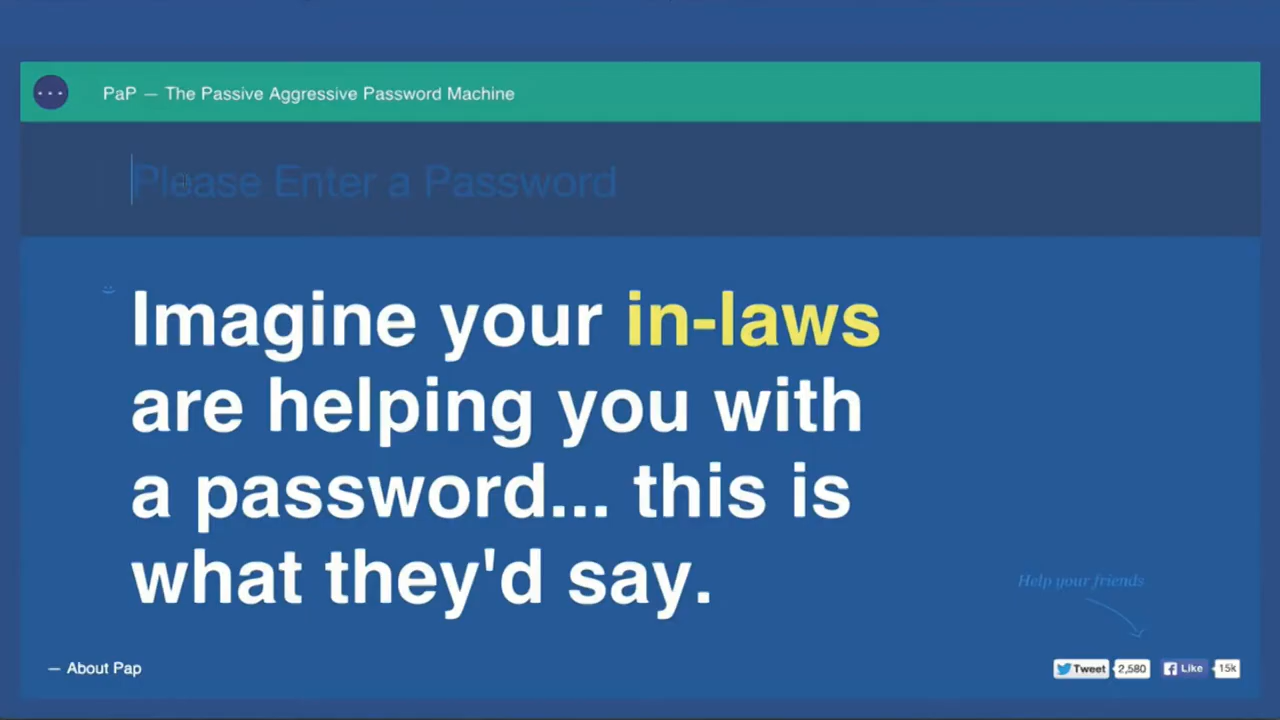 PaP — The Passive Aggressive Password Machine
Please Enter a Password
Imagine your in-laws
are helping you with
a password... this is
what they'd say.
Help your friends
— About Pap
Tweet 2,580 Like 15k